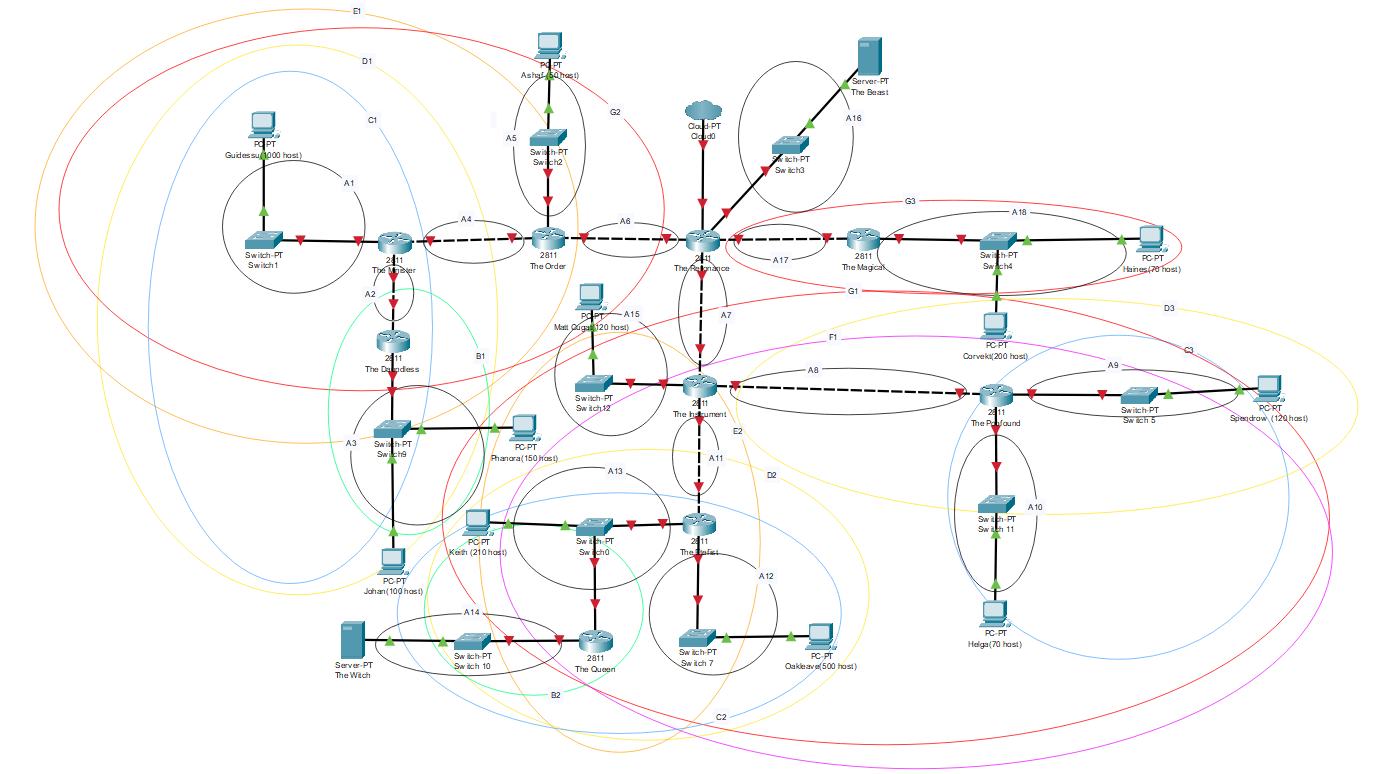 E1
D1
C1
G2
PC-PT
Ashaf (50 host)
Server-PT
The Beast
Cloud-PT
Cloud0
A16
PC-PT
Guidessu(1000 host)
A5
Switch-PT
Switch2
Switch-PT
Switch3
A1
G3
A4
A6
A18
Switch-PT
Switch1
2811
The Minister
2811
The Order
2811
The Resonance
A17
2811
The Magical
Switch-PT
Switch4
PC-PT
Haines(70 host)
A2
G1
D3
PC-PT
Matt Cugat(120 host)
A15
A7
F1
PC-PT
Corvekt(200 host)
2811
The Dauntless
B1
C3
A8
A9
Switch-PT
Switch12
2811
The Instrument
2811
The Profound
Switch-PT
Switch 5
PC-PT
Spendrow (120 host)
A3
Switch-PT
Switch9
PC-PT
Phanora(150 host)
E2
A11
A13
D2
A10
Switch-PT
Switch 11
PC-PT
Keith (210 host)
Switch-PT
Switch0
2811
PC-PT
Johan(100 host)
A12
A14
Server-PT
The Witch
Switch-PT
Switch 10
2811
The Queen
Switch-PT
Switch 7
PC-PT
Oakleave(500 host)
PC-PT
Helga(70 host)
B2
C2